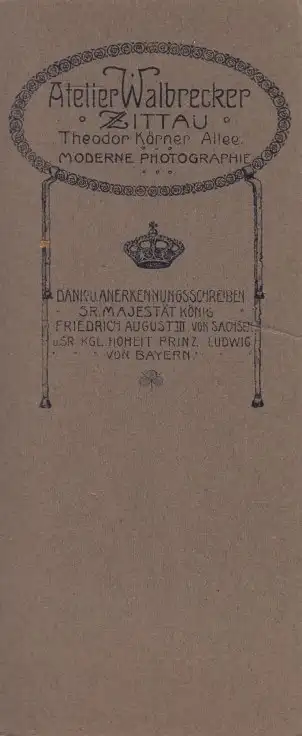 Atelier Walbrecker
ZITTAU
Theodor Körner Allee.
MODERNE PHOTOGRAPHIE
DANK U. ANERKENNUNGSSCHREIBEN
SR. MAJESTÄT KÖNIG
FRIEDRICH AUGUST III VON SACHSEN
U. SR. KGL. HOHEIT PRINZ LUDWIG
VON BAYERN.